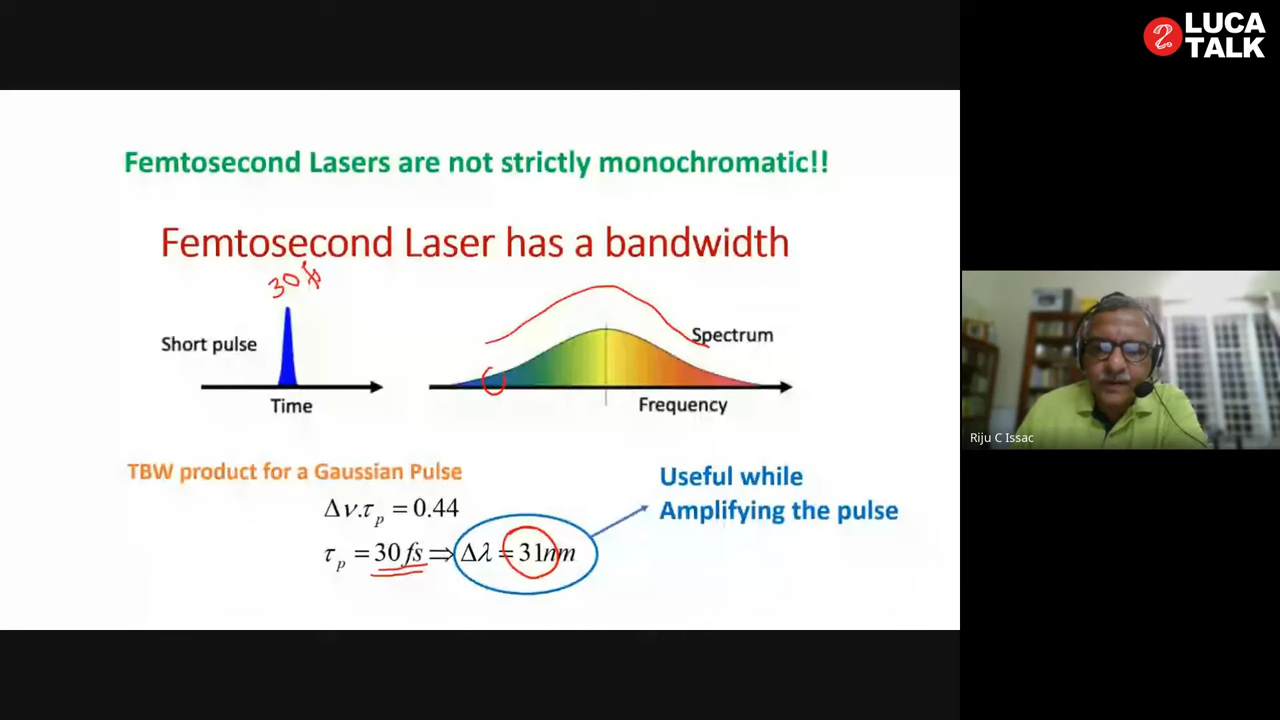 LUCA
TALK
Femtosecond Lasers are not strictly monochromatic!!
Femtosecond Laser has a bandwidth
30 fs
Short pulse
Time
Spectrum
Frequency
TBW product for a Gaussian Pulse
Δν.τp = 0.44
τp = 30 fs ⇒ Δλ = 31nm
Useful while
Amplifying the pulse
Riju C Issac